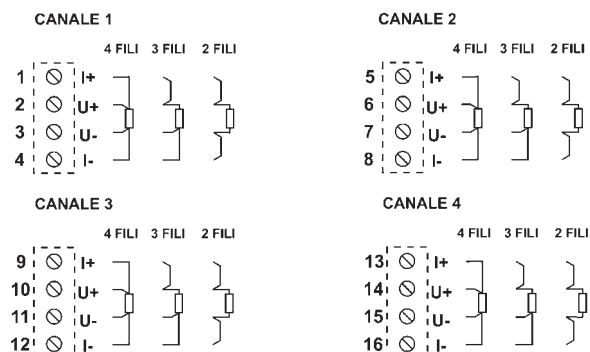 CANALE 1
4 FILI 3 FILI 2 FILI
1 I+
2 U+
3 U-
4 I-
CANALE 2
4 FILI 3 FILI 2 FILI
5 I+
6 U+
7 U-
8 I-
CANALE 3
4 FILI 3 FILI 2 FILI
9 I+
10 U+
11 U-
12 I-
CANALE 4
4 FILI 3 FILI 2 FILI
13 I+
14 U+
15 U-
16 I-